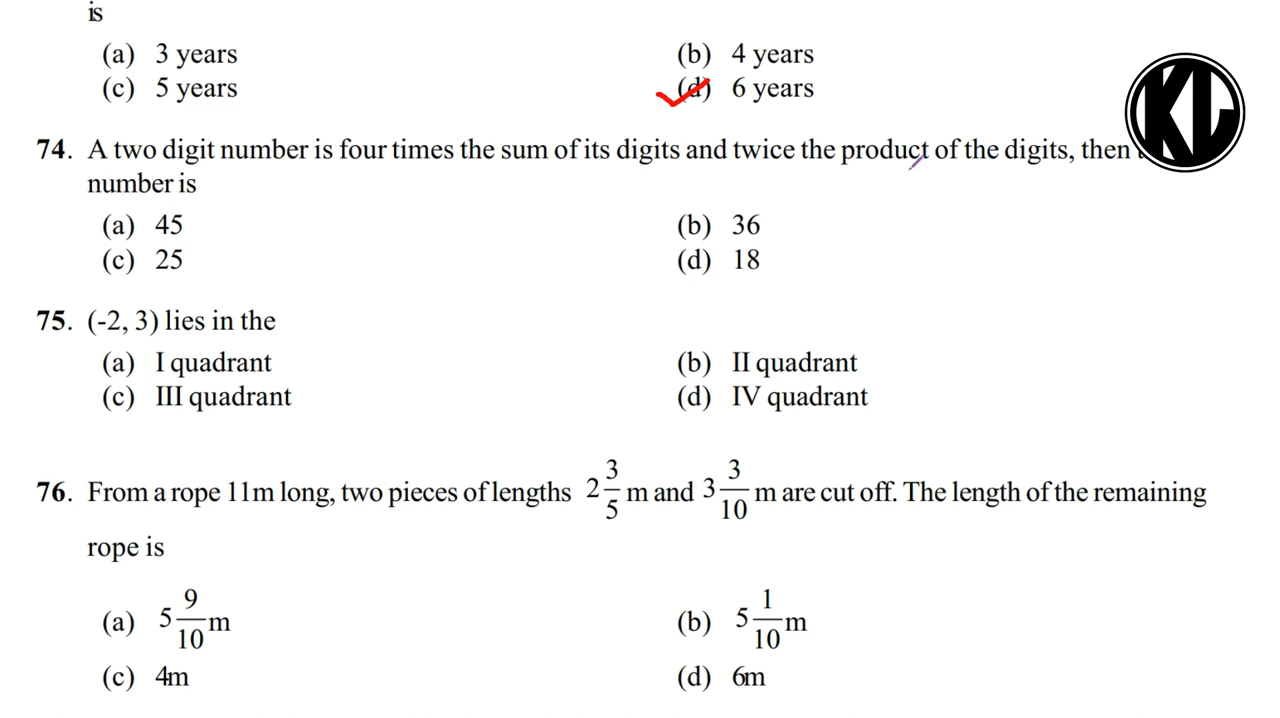 is
(a) 3 years (b) 4 years
(c) 5 years (d) 6 years
KL
74. A two digit number is four times the sum of its digits and twice the product of the digits, then
number is
(a) 45 (b) 36
(c) 25 (d) 18
75. (-2, 3) lies in the
(a) I quadrant (b) II quadrant
(c) III quadrant (d) IV quadrant
76. From a rope 11m long, two pieces of lengths 2 3/5 m and 3 3/10 m are cut off. The length of the remaining
rope is
(a) 5 9/10 m (b) 5 1/10 m
(c) 4m (d) 6m